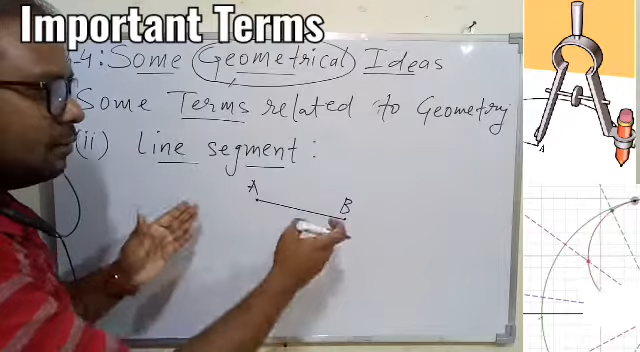 Important Terms
4: Some Geometrical Ideas
Some Terms related to Geometry
(ii) Line segment :
A
B
A